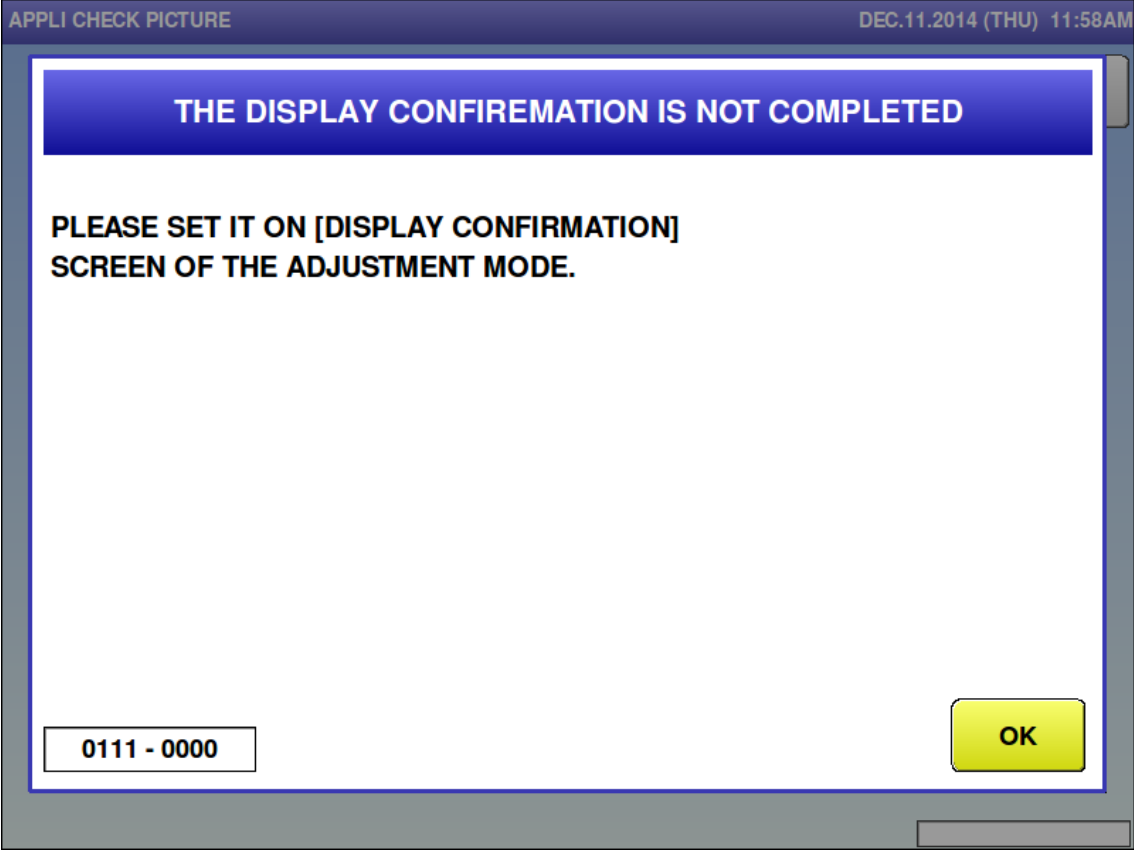 APPLI CHECK PICTURE DEC.11.2014 (THU) 11:58AM
THE DISPLAY CONFIREMATION IS NOT COMPLETED
PLEASE SET IT ON [DISPLAY CONFIRMATION]
SCREEN OF THE ADJUSTMENT MODE.
0111 - 0000
OK